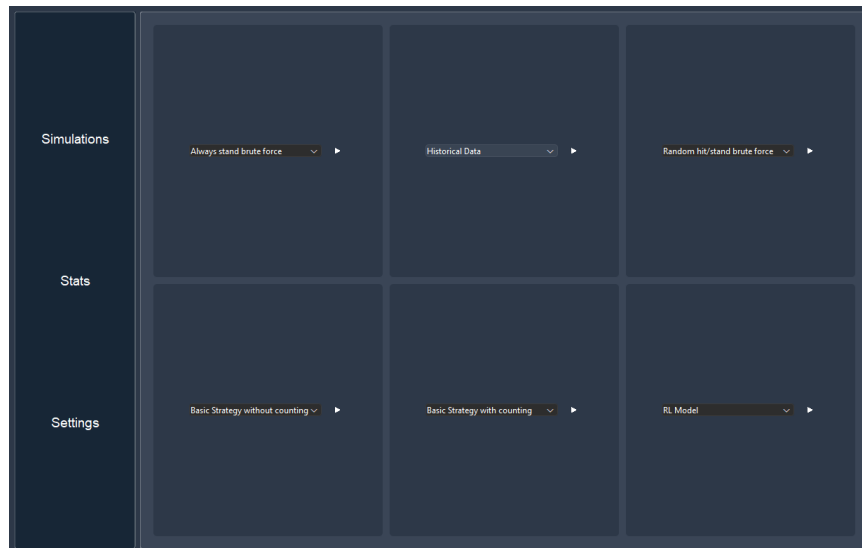 Simulations
Stats
Settings
Always stand brute force
Historical Data
Random hit/stand brute force
Basic Strategy without counting
Basic Strategy with counting
RL Model